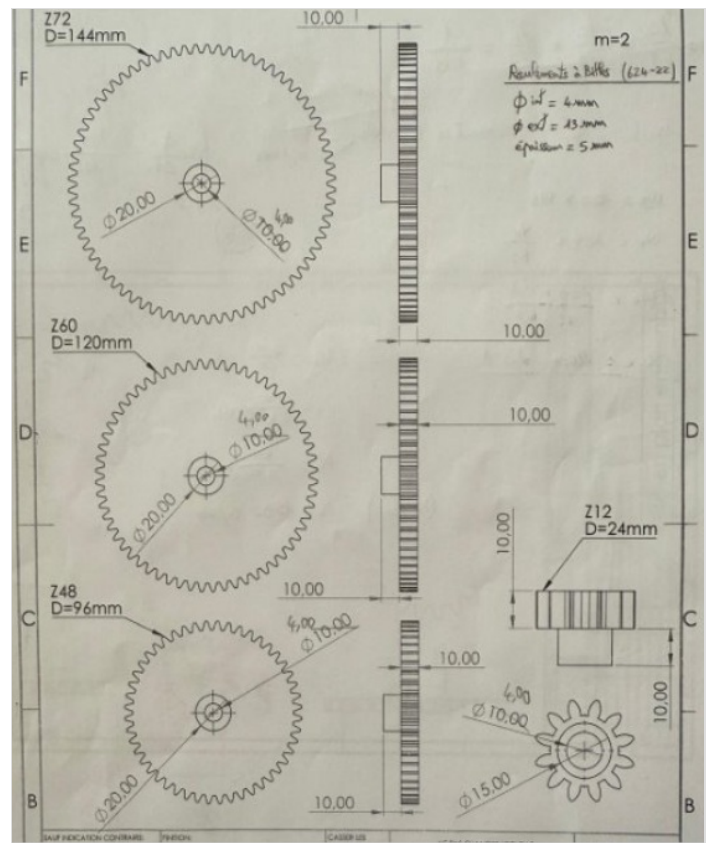 Z72
D=144mm
10,00
m=2
F
F
Roulements à Billes (624-ZZ)
ϕ int = 4 mm
ϕ ext = 13 mm
épaisseur = 5 mm
Ø20,00
4,00
Ø10,00
E
E
10,00
Z60
D=120mm
4,00
Ø10,00
10,00
D
D
Ø20,00
10,00
Z12
D=24mm
10,00
Z48
D=96mm
C
C
4,00
Ø10,00
10,00
10,00
4,00
Ø10,00
Ø20,00
Ø15,00
10,00
B
B
SAUF INDICATION CONTRAIRE:
FINITION:
CASSER LES